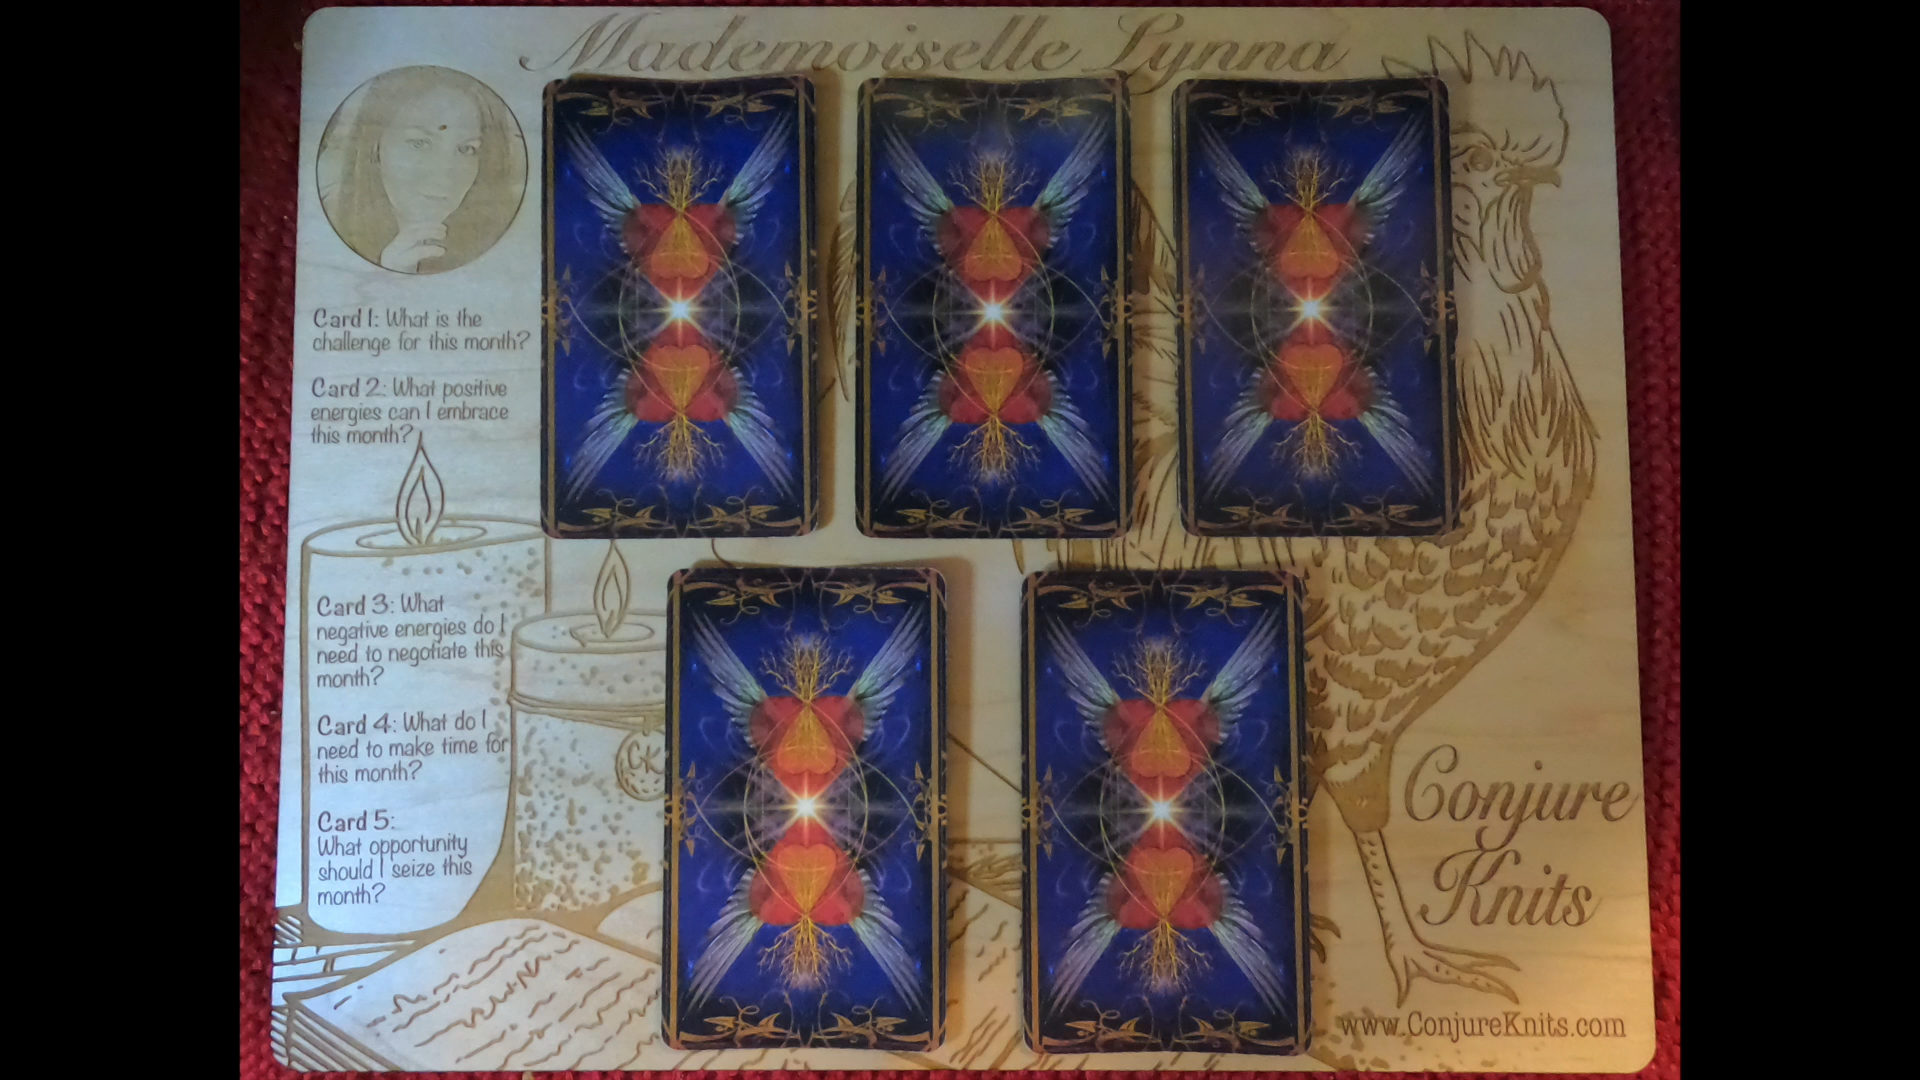 Mademoiselle Lynna
Card 1: What is the
challenge for this month?
Card 2: What positive
energies can I embrace
this month?
Card 3: What
negative energies do I
need to negotiate this
month?
Card 4: What do I
need to make time for
this month?
CK
Card 5:
What opportunity
should I seize this
month?
Conjure
Knits
www.ConjureKnits.com